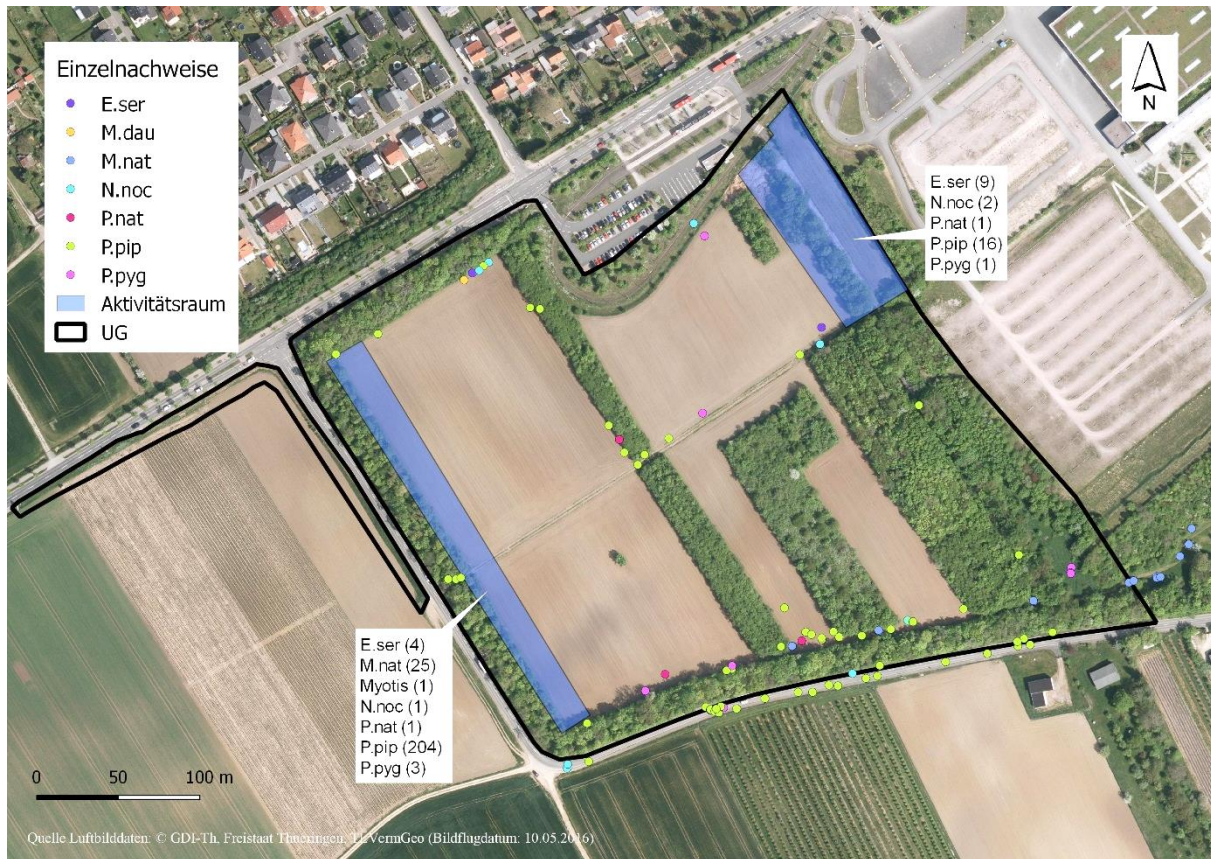 Einzelnachweise
E.ser
M.dau
M.nat
N.noc
P.nat
P.pip
P.pyg
Aktivitätsraum
UG
N
E.ser (9)
N.noc (2)
P.nat (1)
P.pip (16)
P.pyg (1)
E.ser (4)
M.nat (25)
Myotis (1)
N.noc (1)
P.nat (1)
P.pip (204)
P.pyg (3)
0 50 100 m
Quelle Luftbilddaten: © GDI-Th, Freistaat Thueringen, TLVermGeo (Bildflugdatum: 10.05.2016)